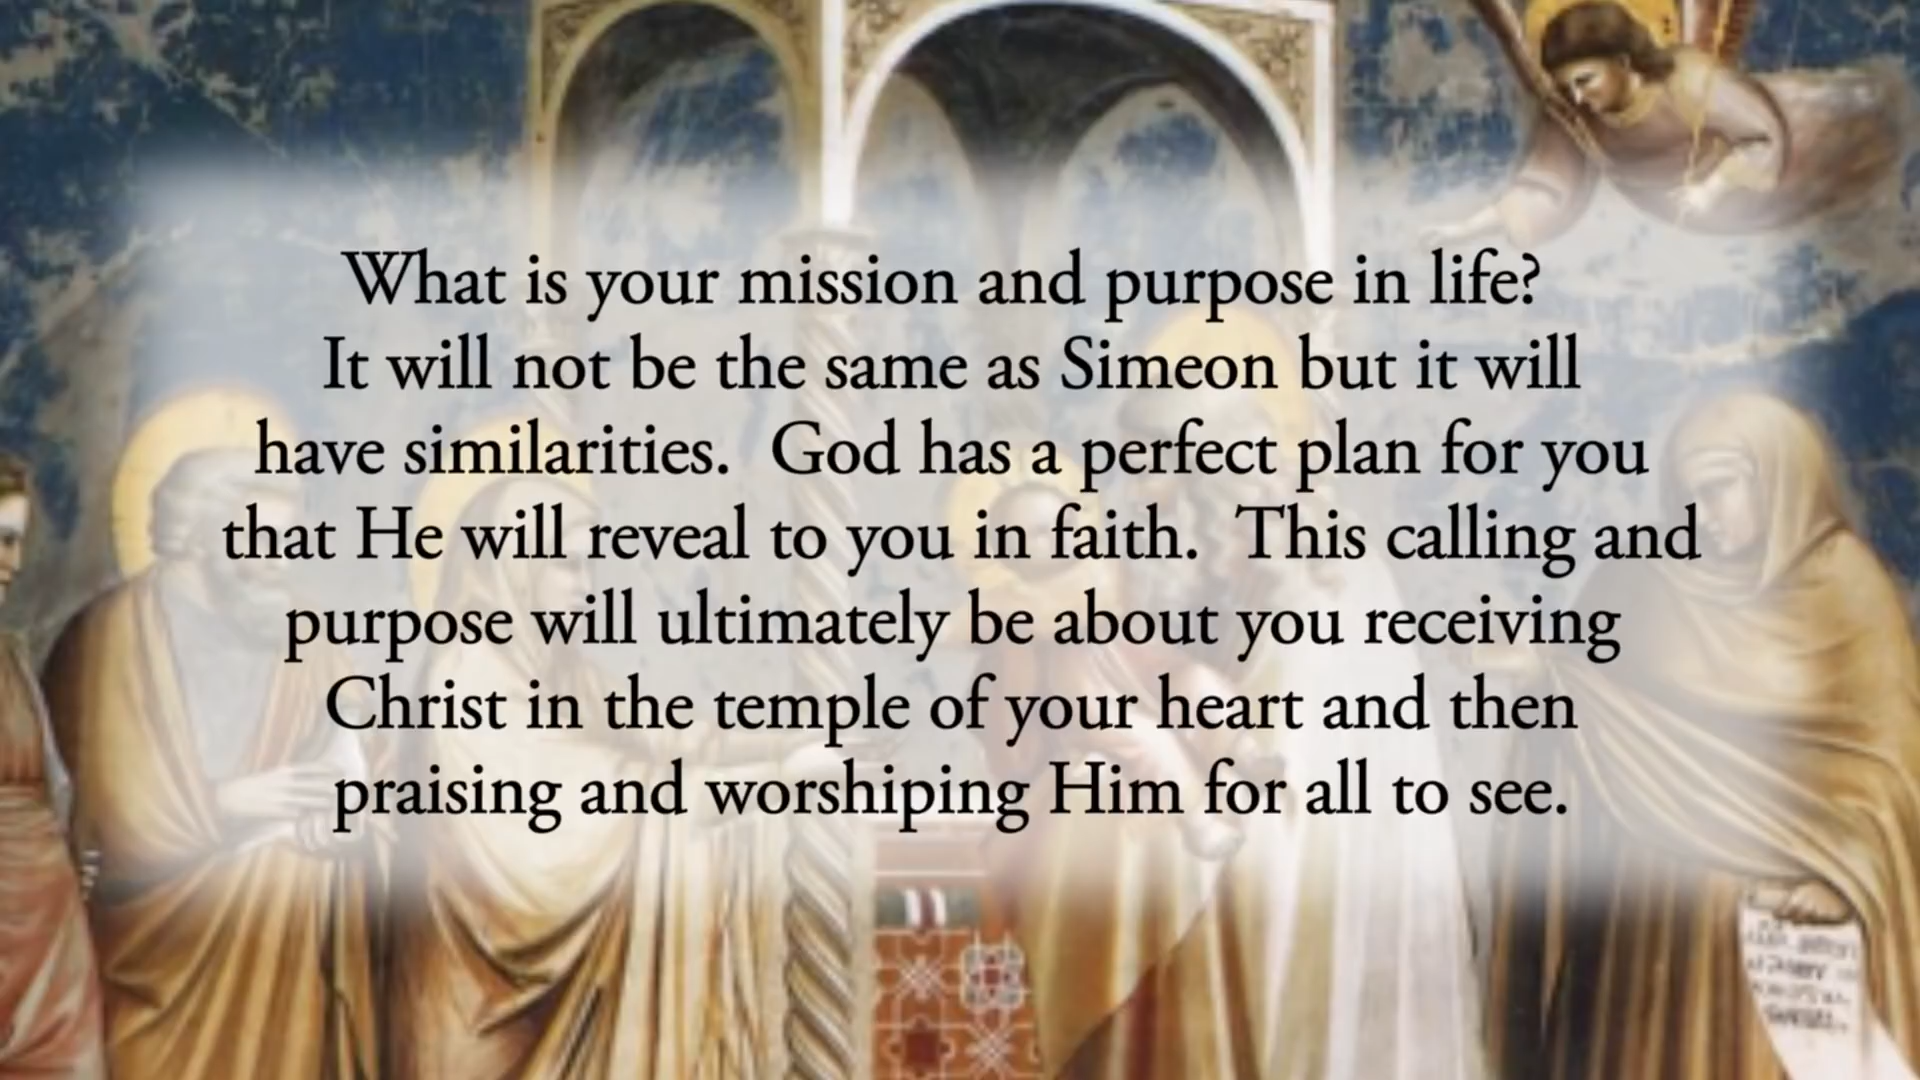 What is your mission and purpose in life?
It will not be the same as Simeon but it will
have similarities.  God has a perfect plan for you
that He will reveal to you in faith.  This calling and
purpose will ultimately be about you receiving
Christ in the temple of your heart and then
praising and worshiping Him for all to see.